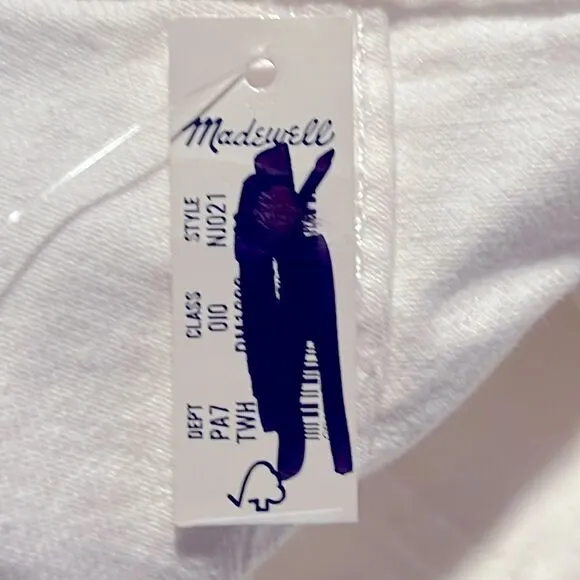 Madewell
DEPT CLASS STYLE
PA7 010 NJ021
TWH